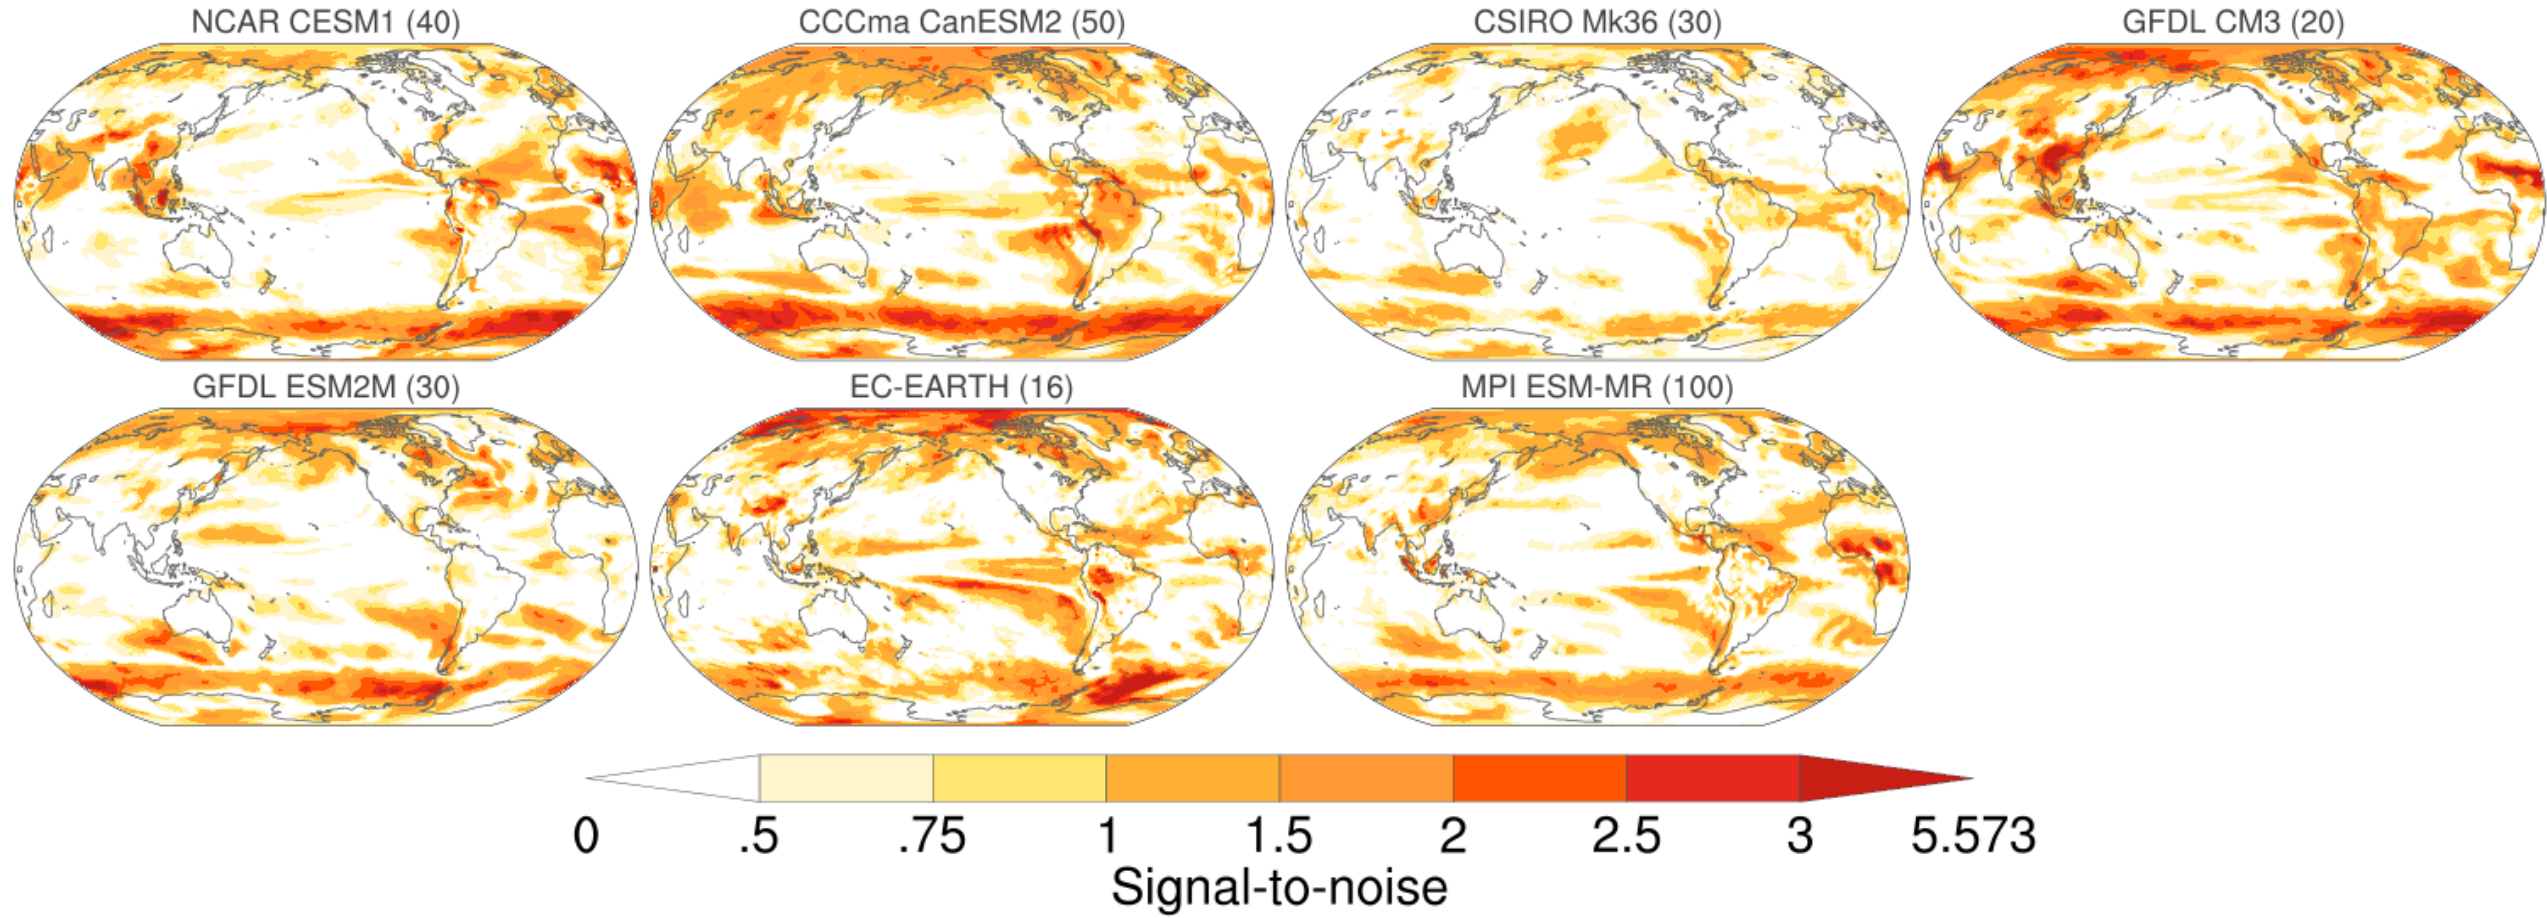 NCAR CESM1 (40) CCCma CanESM2 (50) CSIRO Mk36 (30) GFDL CM3 (20)
GFDL ESM2M (30) EC-EARTH (16) MPI ESM-MR (100)
0 .5 .75 1 1.5 2 2.5 3 5.573
Signal-to-noise